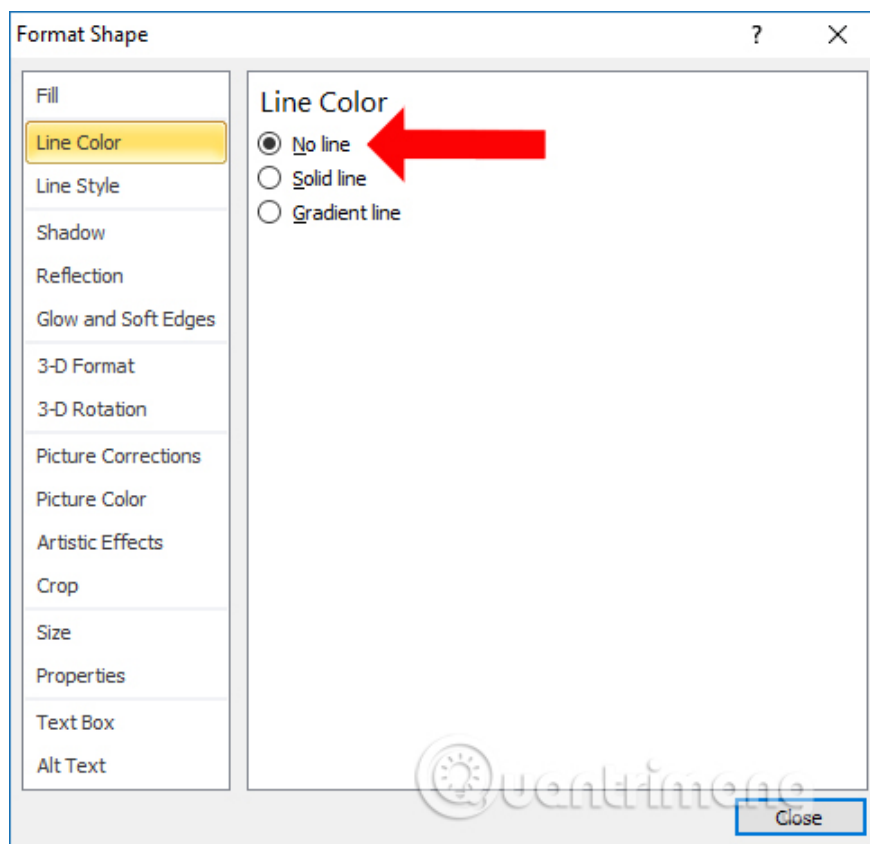 Format Shape
?
Fill
Line Color
Line Style
Shadow
Reflection
Glow and Soft Edges
3-D Format
3-D Rotation
Picture Corrections
Picture Color
Artistic Effects
Crop
Size
Properties
Text Box
Alt Text
Line Color
No line
Solid line
Gradient line
Quantrimang
Close